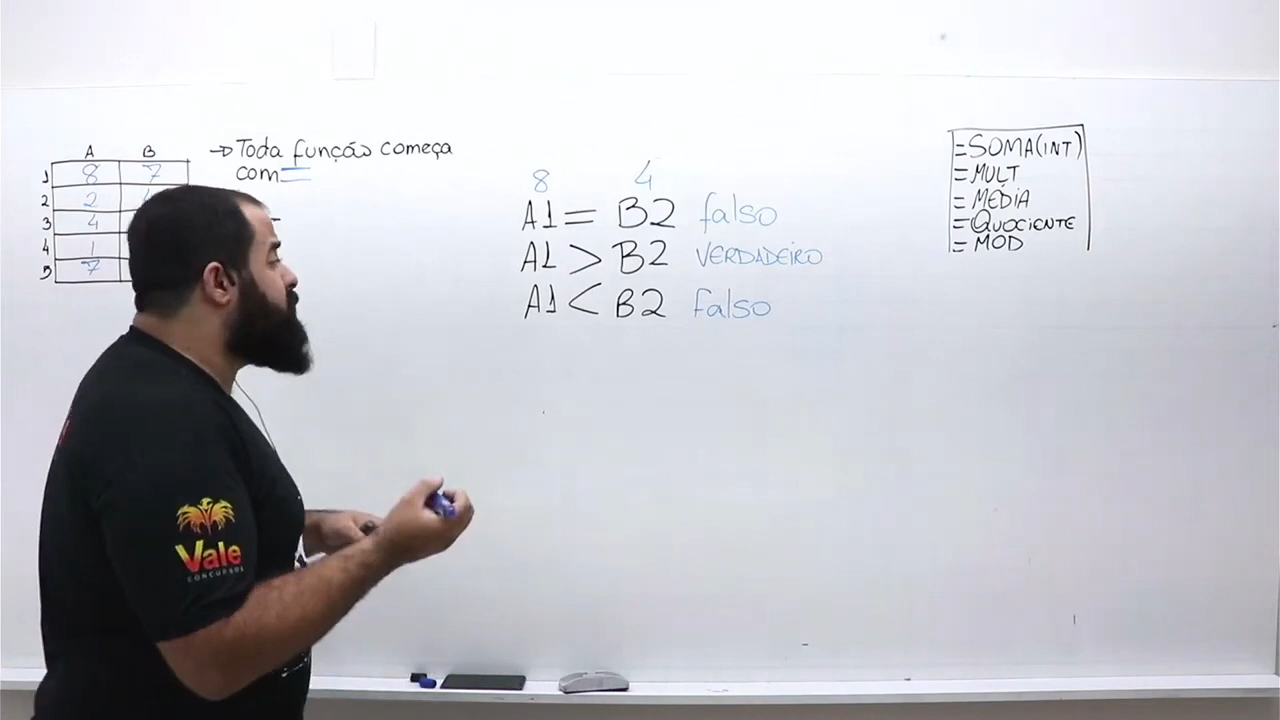 A B
→ Toda função começa
com =
1 8 7
2 2
3 4
4 1
5 7
8 4
A1 = B2 falso
A1 > B2 VERDADEIRO
A1 < B2 falso
=SOMA(INT)
=MULT
=MÉDIA
=QUOCIENTE
=MOD
Vale
CONCURSOS